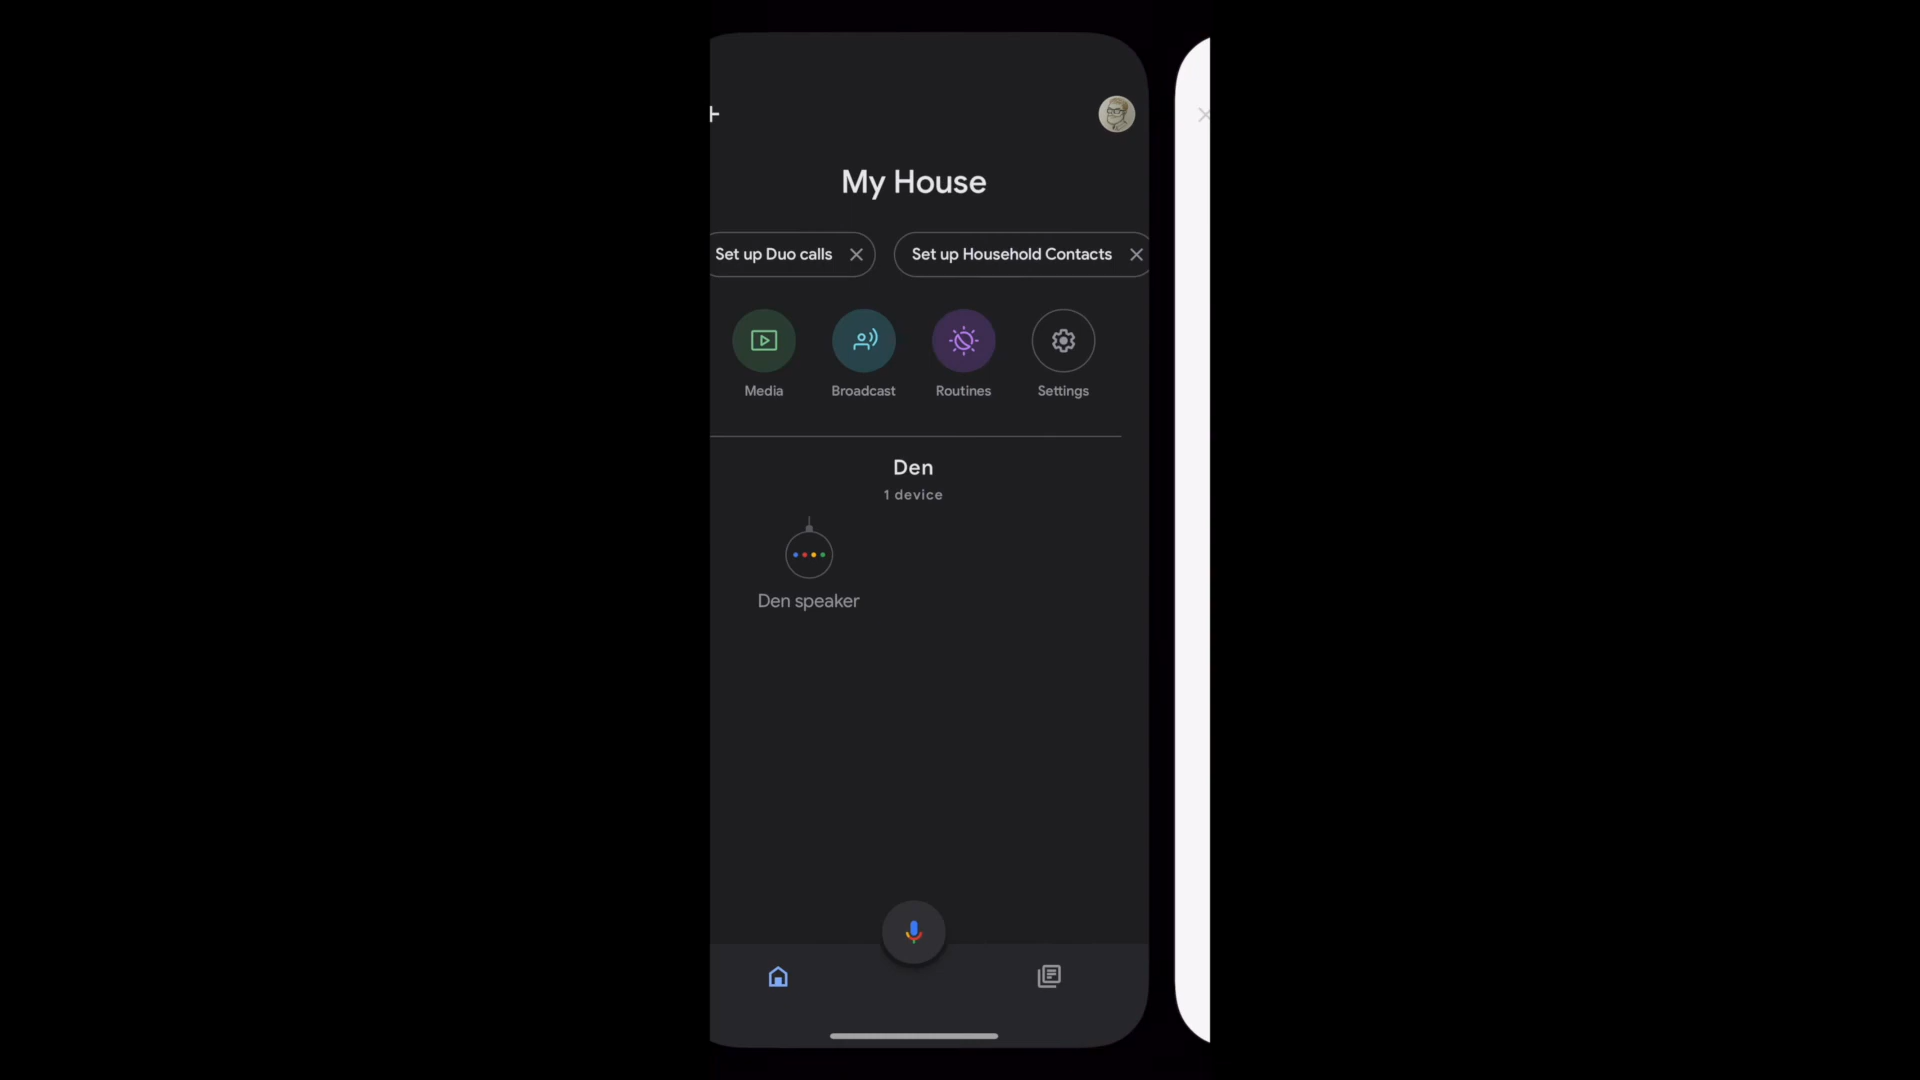 My House
Set up Duo calls
Set up Household Contacts
Media
Broadcast
Routines
Settings
Den
1 device
Den speaker